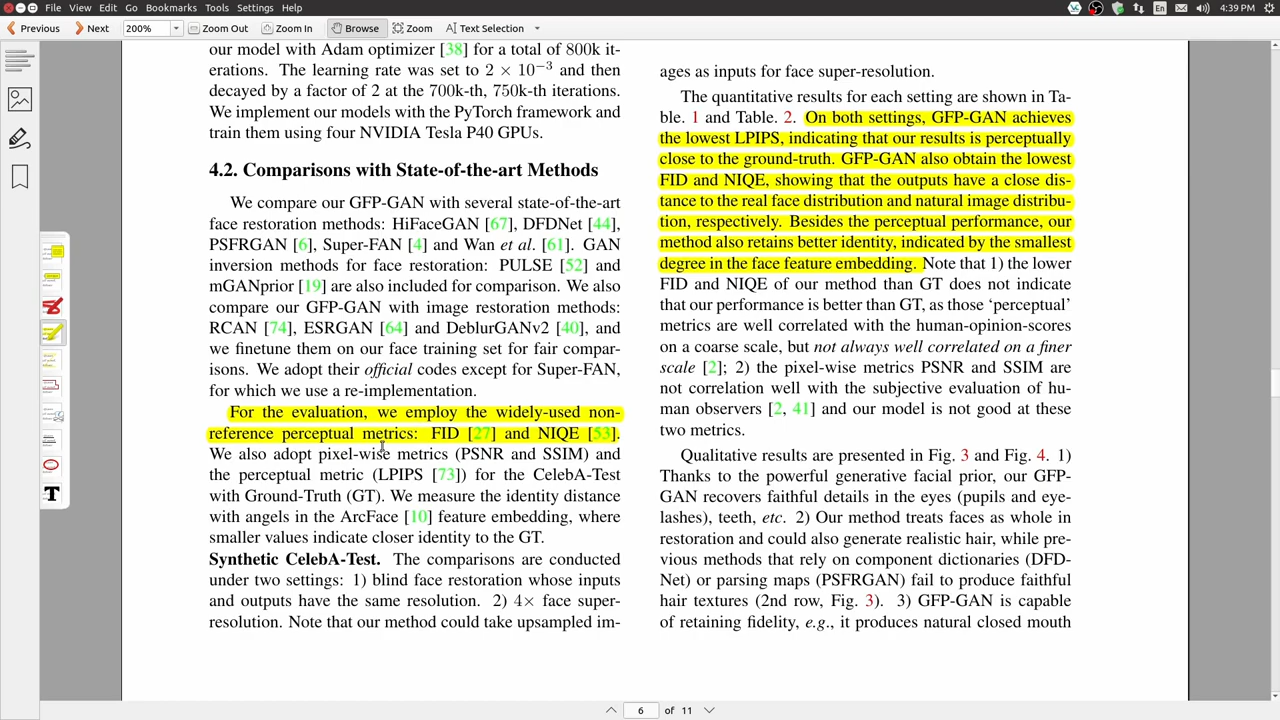 File Edit View Go Bookmarks Tools Settings Help
En
4:39 PM
Previous
Next
200%
Zoom Out
Zoom In
Browse
Zoom
Text Selection
our model with Adam optimizer [38] for a total of 800k it-
erations. The learning rate was set to 2 × 10⁻³ and then
decayed by a factor of 2 at the 700k-th, 750k-th iterations.
We implement our models with the PyTorch framework and
train them using four NVIDIA Tesla P40 GPUs.
4.2. Comparisons with State-of-the-art Methods
We compare our GFP-GAN with several state-of-the-art
face restoration methods: HiFaceGAN [67], DFDNet [44],
PSFRGAN [6], Super-FAN [4] and Wan et al. [61]. GAN
inversion methods for face restoration: PULSE [52] and
mGANprior [19] are also included for comparison. We also
compare our GFP-GAN with image restoration methods:
RCAN [74], ESRGAN [64] and DeblurGANv2 [40], and
we finetune them on our face training set for fair compar-
isons. We adopt their official codes except for Super-FAN,
for which we use a re-implementation.
For the evaluation, we employ the widely-used non-
reference perceptual metrics: FID [27] and NIQE [53].
We also adopt pixel-wise metrics (PSNR and SSIM) and
the perceptual metric (LPIPS [73]) for the CelebA-Test
with Ground-Truth (GT). We measure the identity distance
with angels in the ArcFace [10] feature embedding, where
smaller values indicate closer identity to the GT.
Synthetic CelebA-Test. The comparisons are conducted
under two settings: 1) blind face restoration whose inputs
and outputs have the same resolution. 2) 4× face super-
resolution. Note that our method could take upsampled im-
ages as inputs for face super-resolution.
The quantitative results for each setting are shown in Ta-
ble. 1 and Table. 2. On both settings, GFP-GAN achieves
the lowest LPIPS, indicating that our results is perceptually
close to the ground-truth. GFP-GAN also obtain the lowest
FID and NIQE, showing that the outputs have a close dis-
tance to the real face distribution and natural image distribu-
tion, respectively. Besides the perceptual performance, our
method also retains better identity, indicated by the smallest
degree in the face feature embedding. Note that 1) the lower
FID and NIQE of our method than GT does not indicate
that our performance is better than GT, as those ‘perceptual’
metrics are well correlated with the human-opinion-scores
on a coarse scale, but not always well correlated on a finer
scale [2]; 2) the pixel-wise metrics PSNR and SSIM are
not correlation well with the subjective evaluation of hu-
man observers [2, 41] and our model is not good at these
two metrics.
Qualitative results are presented in Fig. 3 and Fig. 4. 1)
Thanks to the powerful generative facial prior, our GFP-
GAN recovers faithful details in the eyes (pupils and eye-
lashes), teeth, etc. 2) Our method treats faces as whole in
restoration and could also generate realistic hair, while pre-
vious methods that rely on component dictionaries (DFD-
Net) or parsing maps (PSFRGAN) fail to produce faithful
hair textures (2nd row, Fig. 3). 3) GFP-GAN is capable
of retaining fidelity, e.g., it produces natural closed mouth
6 of 11